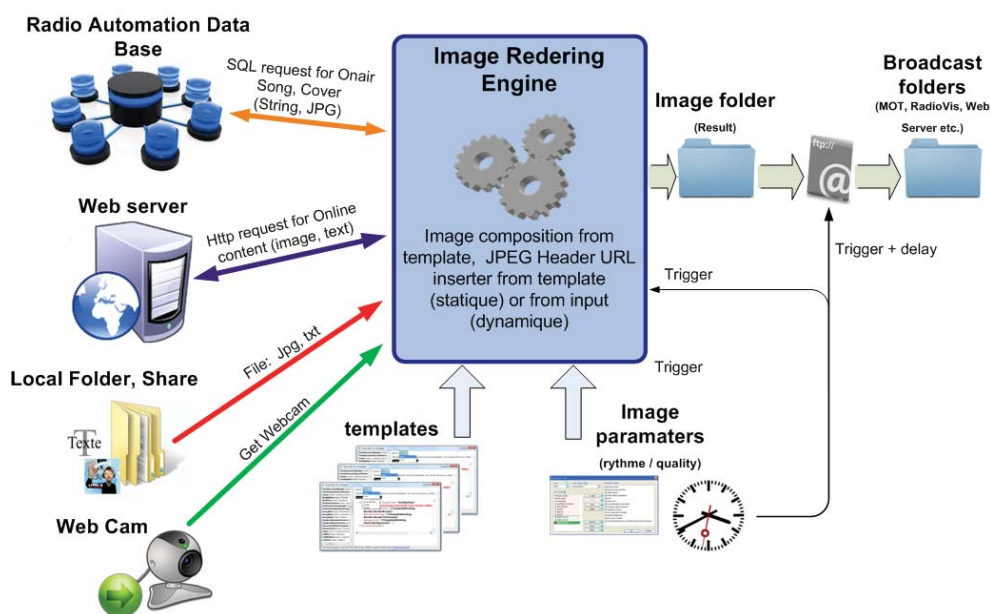 Radio Automation Data
Base
SQL request for Onair
Song, Cover
(String, JPG)
Web server
Http request for Online
content (image, text)
Local Folder, Share
File: Jpg, txt
Texte
T
Web Cam
Get Webcam
Image Redering
Engine
Image composition from
template, JPEG Header URL
inserter from template
(statique) or from input
(dynamique)
templates
Image
paramaters
(rythme / quality)
Image folder
(Result)
ftp://
@
Broadcast
folders
(MOT, RadioVis, Web
Server etc.)
Trigger + delay
Trigger
Trigger